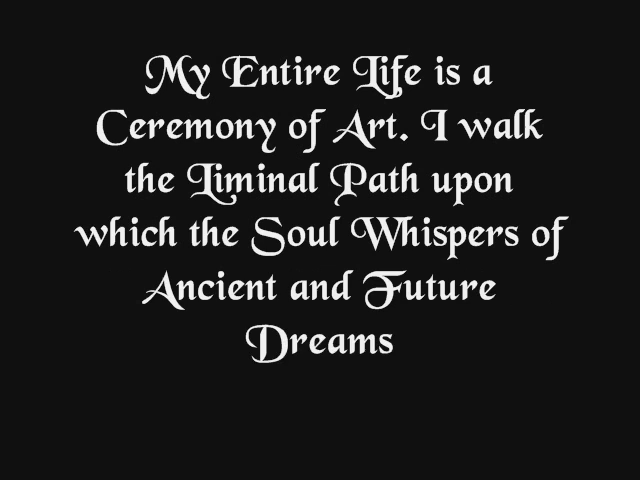 My Entire Life is a
Ceremony of Art. I walk
the Liminal Path upon
which the Soul Whispers of
Ancient and Future
Dreams